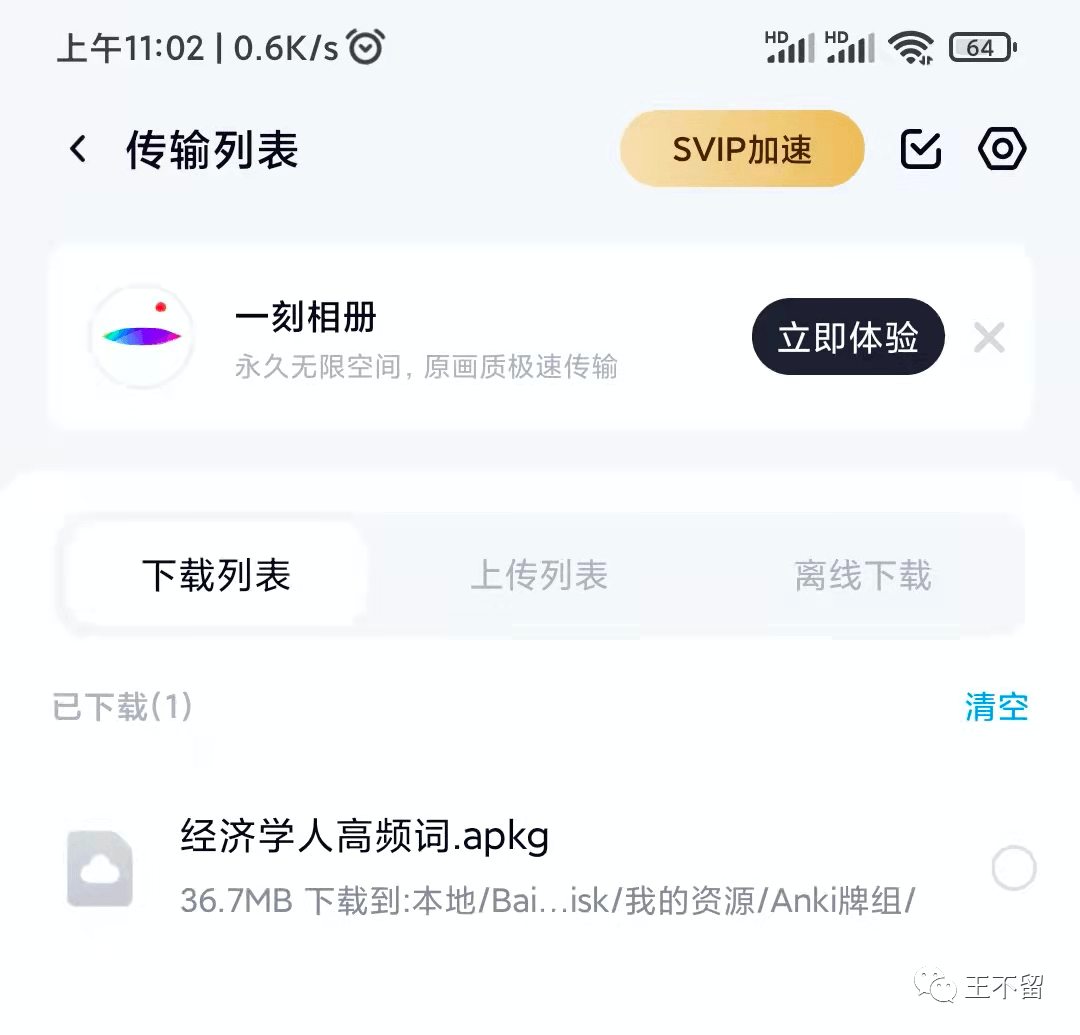 上午11:02 | 0.6K/s HD HD 64
传输列表 SVIP加速
一刻相册
永久无限空间，原画质极速传输
立即体验
下载列表 上传列表 离线下载
已下载(1) 清空
经济学人高频词.apkg
36.7MB 下载到:本地/Bai...isk/我的资源/Anki牌组/
王不留